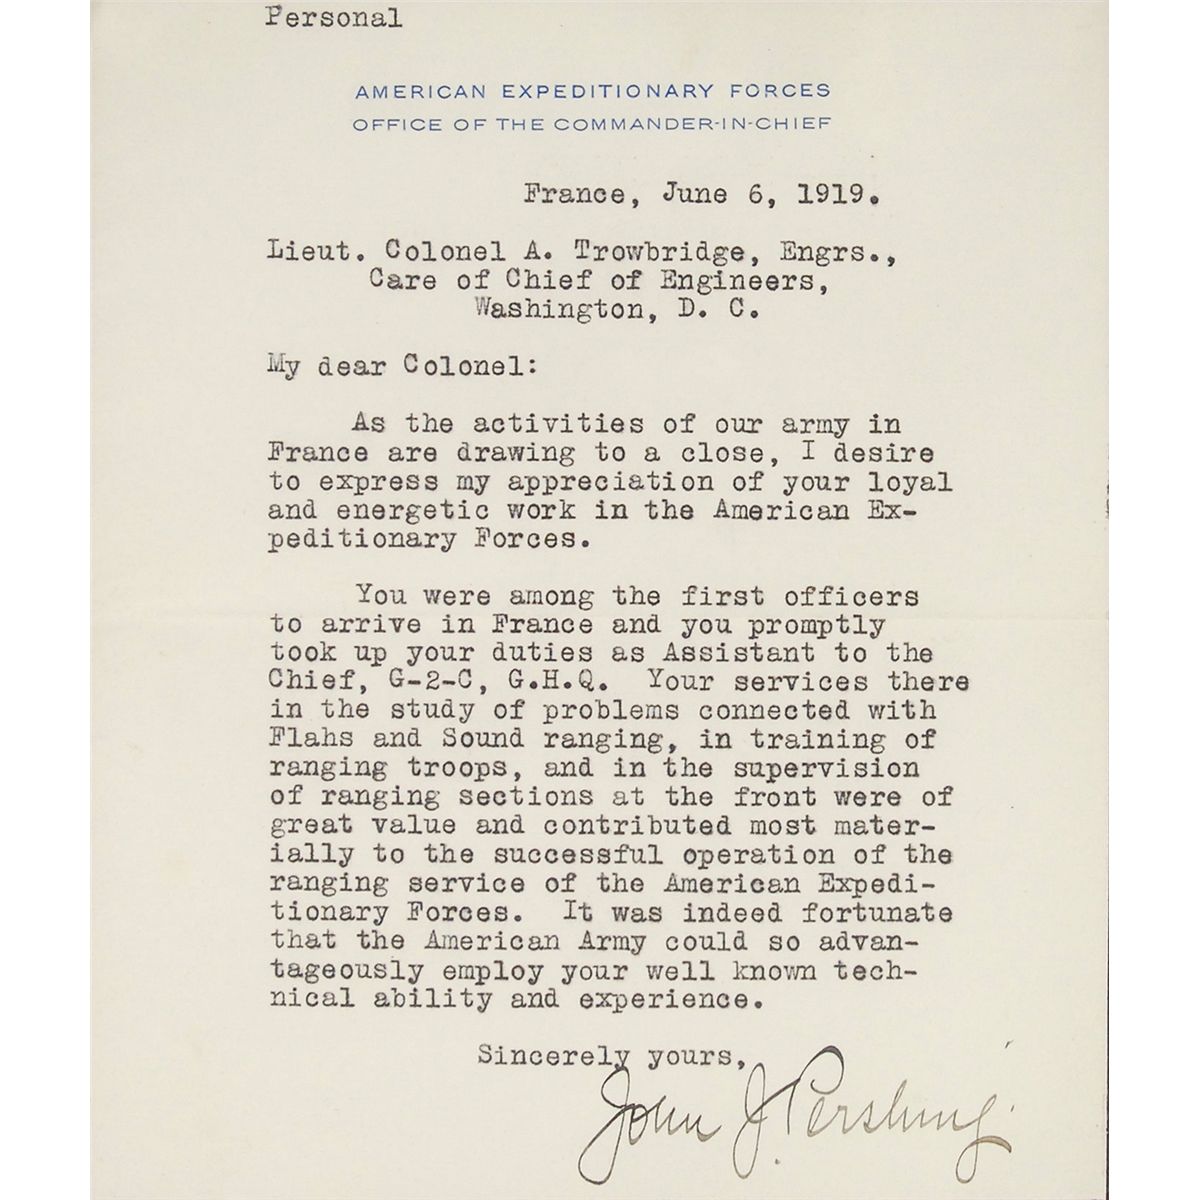 Personal
AMERICAN EXPEDITIONARY FORCES
OFFICE OF THE COMMANDER-IN-CHIEF
France, June 6, 1919.
Lieut. Colonel A. Trowbridge, Engrs.,
Care of Chief of Engineers,
Washington, D. C.
My dear Colonel:
As the activities of our army in
France are drawing to a close, I desire
to express my appreciation of your loyal
and energetic work in the American Ex-
peditionary Forces.
You were among the first officers
to arrive in France and you promptly
took up your duties as Assistant to the
Chief, G-2-C, G.H.Q. Your services there
in the study of problems connected with
Flahs and Sound ranging, in training of
ranging troops, and in the supervision
of ranging sections at the front were of
great value and contributed most mater-
ially to the successful operation of the
ranging service of the American Expedi-
tionary Forces. It was indeed fortunate
that the American Army could so advan-
tageously employ your well known tech-
nical ability and experience.
Sincerely yours,
John J. Pershing